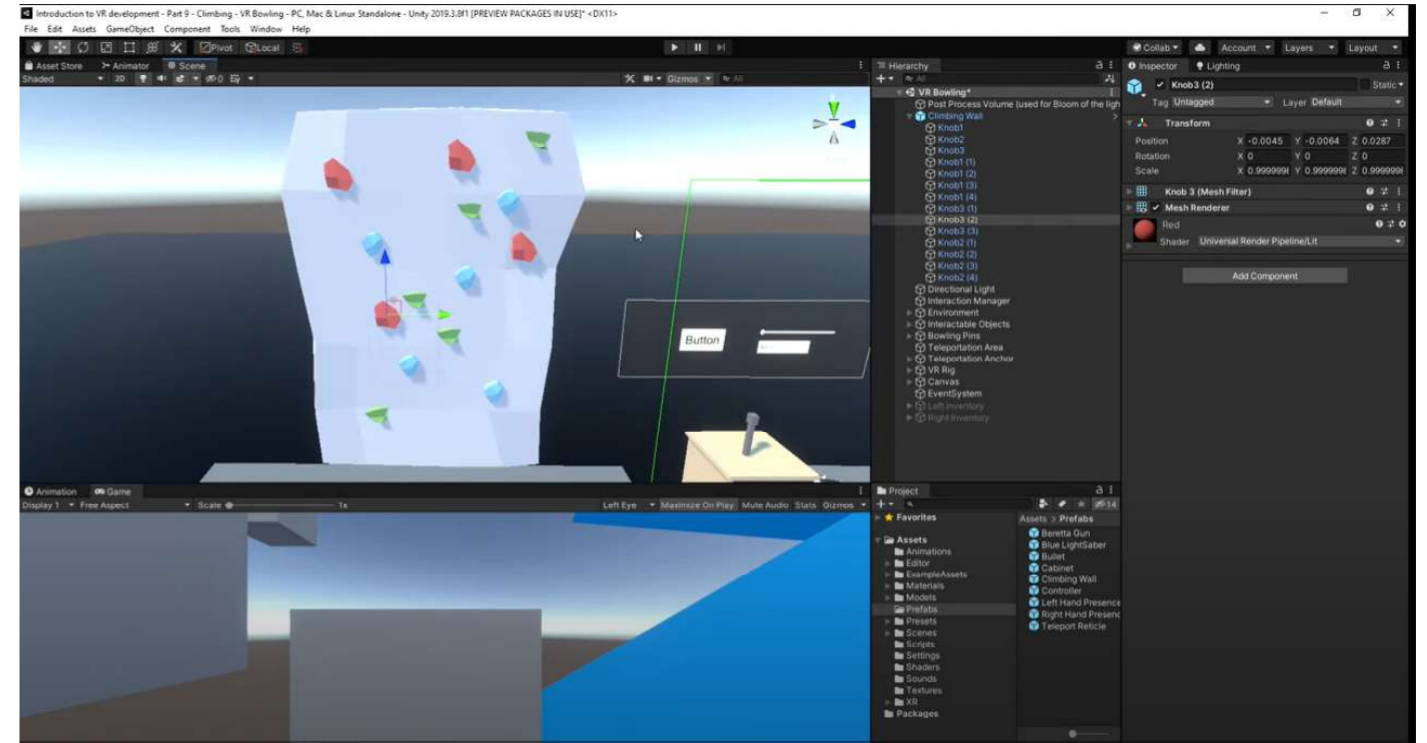 Introduction to VR development - Part 9 - Climbing - VR Bowling - PC, Mac & Linux Standalone - Unity 2019.3.8f1 [PREVIEW PACKAGES IN USE]* <DX11>
File Edit Assets GameObject Component Tools Window Help
Pivot Local Collab Account Layers Layout
Asset Store Animator Scene
Shaded 2D Gizmos All
Button
Animation Game
Display 1 Free Aspect Scale 1x Left Eye Maximize On Play Mute Audio Stats Gizmos
Hierarchy
All
VR Bowling*
Post Process Volume (used for Bloom of the ligh
Climbing Wall
Knob1
Knob2
Knob3
Knob1 (1)
Knob1 (2)
Knob1 (3)
Knob1 (4)
Knob3 (1)
Knob3 (2)
Knob3 (3)
Knob2 (1)
Knob2 (2)
Knob2 (3)
Knob2 (4)
Directional Light
Interaction Manager
Environment
Interactable Objects
Bowling Pins
Teleportation Area
Teleportation Anchor
VR Rig
Canvas
EventSystem
Left Inventory
Right Inventory
Project
14
Favorites
Assets
Animations
Editor
ExampleAssets
Materials
Models
Prefabs
Presets
Scenes
Scripts
Settings
Shaders
Sounds
Textures
XR
Packages
Assets > Prefabs
Beretta Gun
Blue LightSaber
Bullet
Cabinet
Climbing Wall
Controller
Left Hand Presence
Right Hand Presenc
Teleport Reticle
Inspector Lighting
Knob3 (2) Static
Tag Untagged Layer Default
Transform
Position X -0.0045 Y -0.0064 Z 0.0287
Rotation X 0 Y 0 Z 0
Scale X 0.9999998 Y 0.9999998 Z 0.9999998
Knob 3 (Mesh Filter)
Mesh Renderer
Red
Shader Universal Render Pipeline/Lit
Add Component